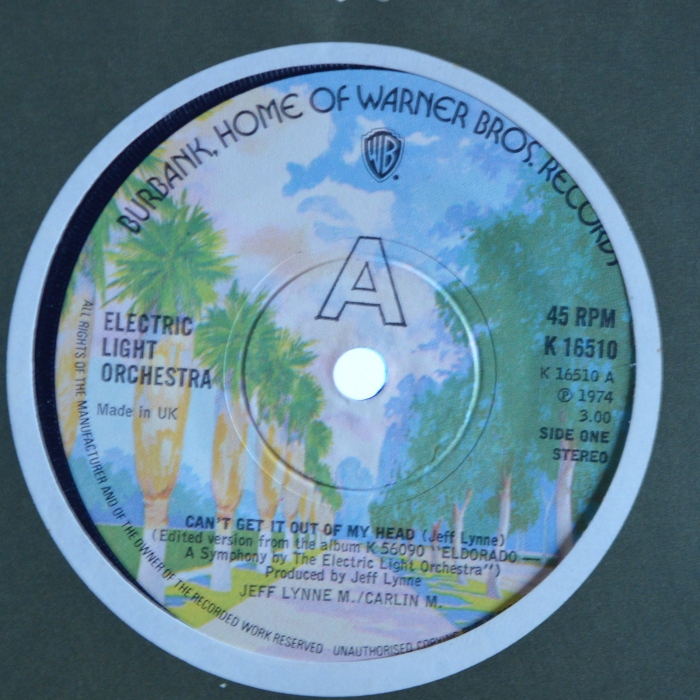 BURBANK, HOME OF WARNER BROS. RECORDS
WB
A
ELECTRIC
LIGHT
ORCHESTRA
Made in UK
45 RPM
K 16510
K 16510 A
℗ 1974
3.00
SIDE ONE
STEREO
CAN'T GET IT OUT OF MY HEAD (Jeff Lynne)
(Edited version from the album K 56090 "ELDORADO —
A Symphony by The Electric Light Orchestra")
Produced by Jeff Lynne
JEFF LYNNE M./CARLIN M.
ALL RIGHTS OF THE MANUFACTURER AND OF THE OWNER OF THE RECORDED WORK RESERVED · UNAUTHORISED